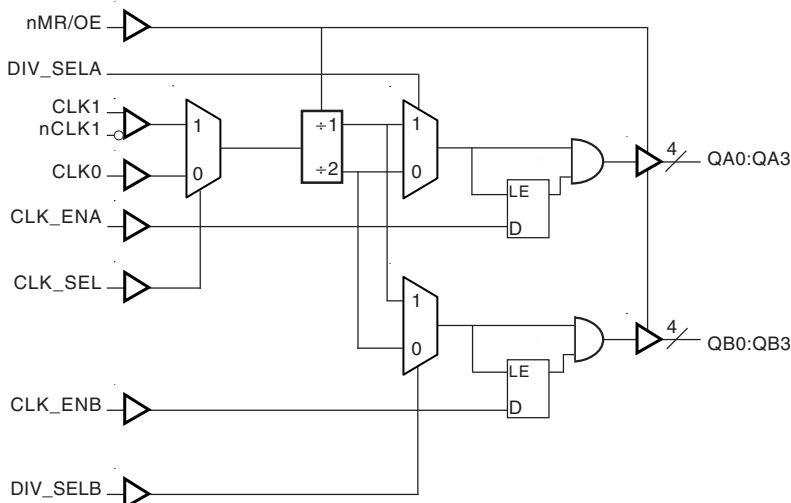 nMR/OE
DIV_SELA
CLK1
nCLK1
CLK0
CLK_ENA
CLK_SEL
CLK_ENB
DIV_SELB
1
0
÷1
÷2
1
0
LE
D
4
QA0:QA3
1
0
LE
D
4
QB0:QB3